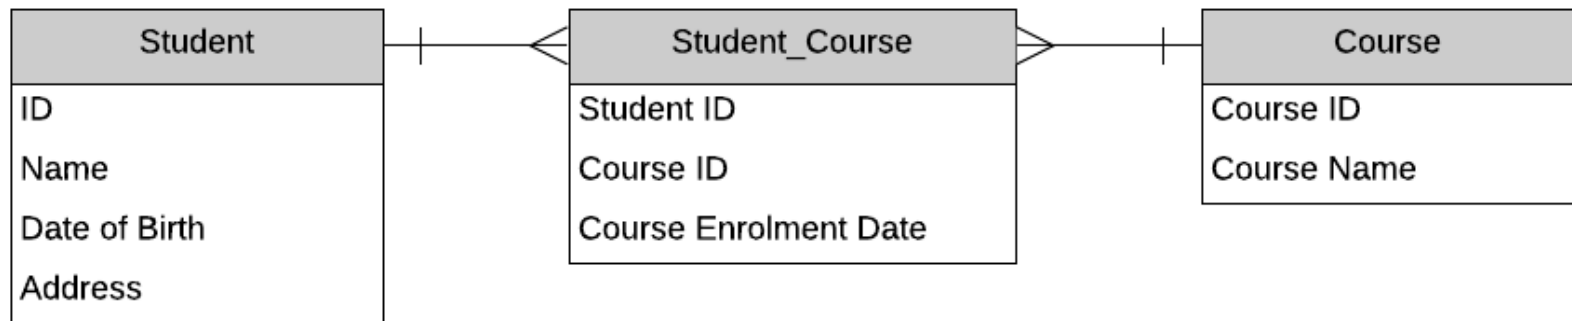 Student
ID
Name
Date of Birth
Address
Student_Course
Student ID
Course ID
Course Enrolment Date
Course
Course ID
Course Name